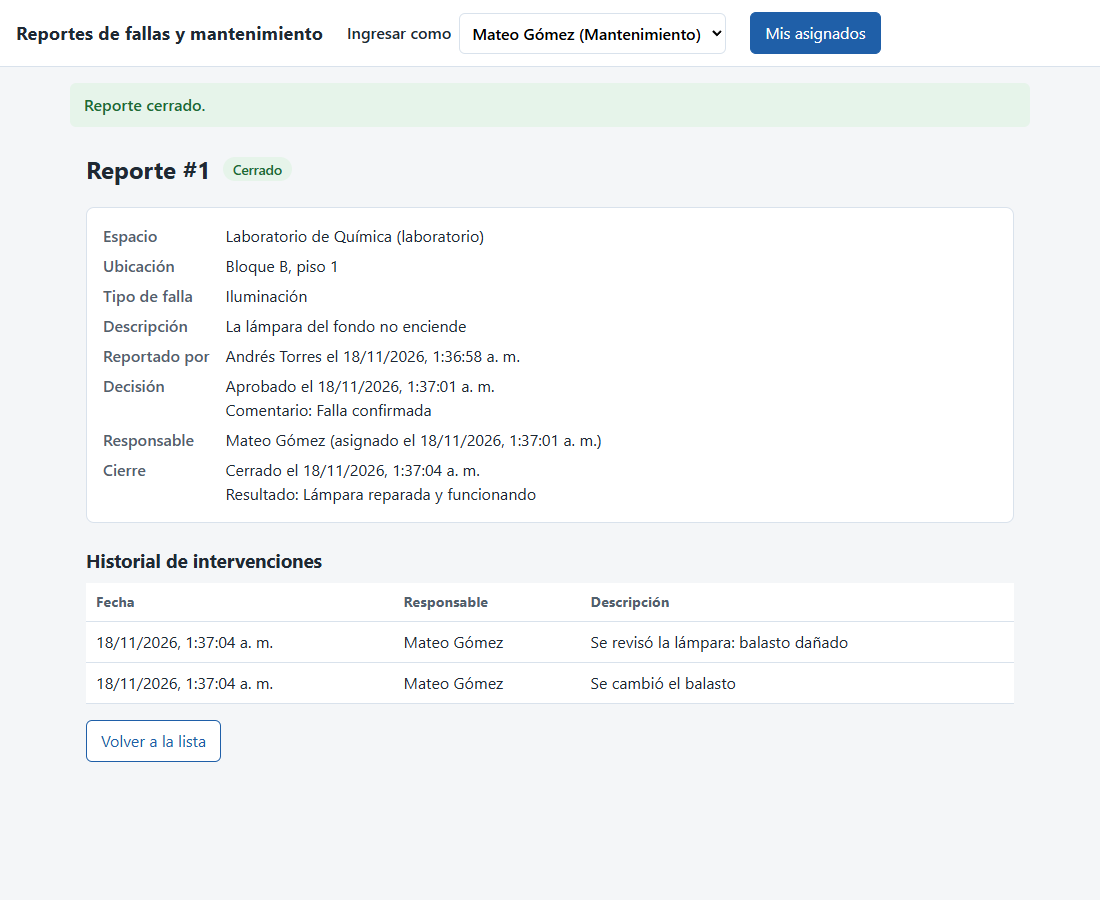 Reportes de fallas y mantenimiento Ingresar como Mateo Gómez (Mantenimiento) Mis asignados
Reporte cerrado.
Reporte #1 Cerrado
Espacio Laboratorio de Química (laboratorio)
Ubicación Bloque B, piso 1
Tipo de falla Iluminación
Descripción La lámpara del fondo no enciende
Reportado por Andrés Torres el 18/11/2026, 1:36:58 a. m.
Decisión Aprobado el 18/11/2026, 1:37:01 a. m.
Comentario: Falla confirmada
Responsable Mateo Gómez (asignado el 18/11/2026, 1:37:01 a. m.)
Cierre Cerrado el 18/11/2026, 1:37:04 a. m.
Resultado: Lámpara reparada y funcionando
Historial de intervenciones
Fecha Responsable Descripción
18/11/2026, 1:37:04 a. m. Mateo Gómez Se revisó la lámpara: balasto dañado
18/11/2026, 1:37:04 a. m. Mateo Gómez Se cambió el balasto
Volver a la lista